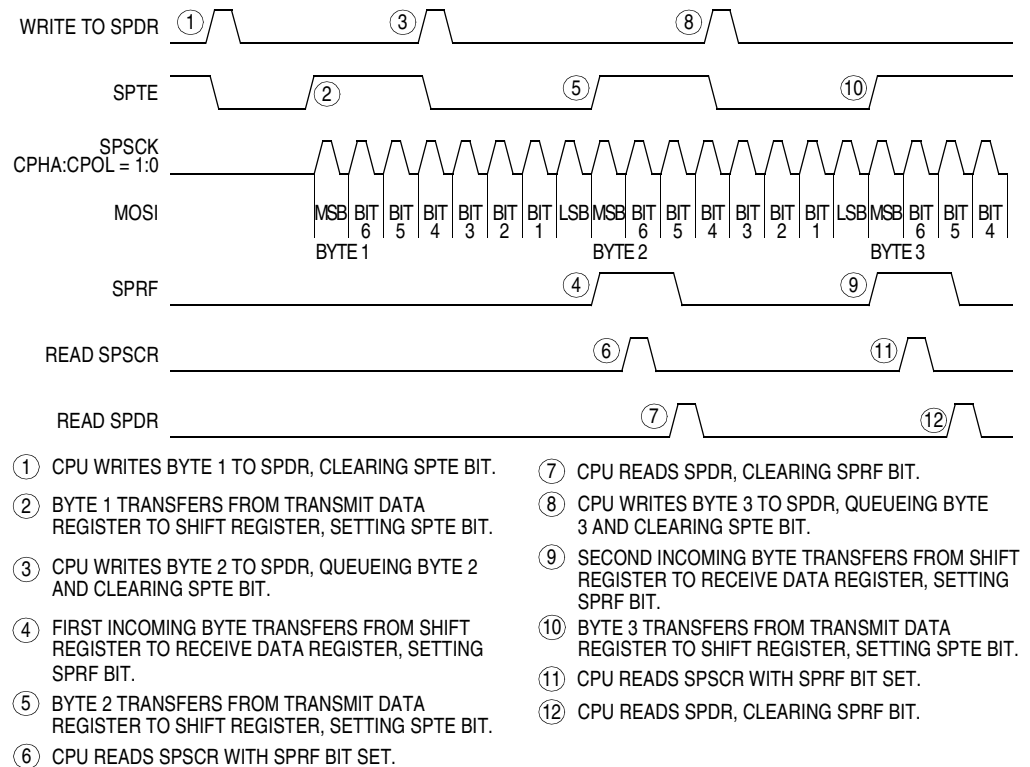 WRITE TO SPDR
1
3
8
SPTE
2
5
10
SPSCK
CPHA:CPOL = 1:0
MOSI
MSB BIT 6 BIT 5 BIT 4 BIT 3 BIT 2 BIT 1 LSB MSB BIT 6 BIT 5 BIT 4 BIT 3 BIT 2 BIT 1 LSB MSB BIT 6 BIT 5 BIT 4
BYTE 1
BYTE 2
BYTE 3
SPRF
4
9
READ SPSCR
6
11
READ SPDR
7
12
1 CPU WRITES BYTE 1 TO SPDR, CLEARING SPTE BIT.
2 BYTE 1 TRANSFERS FROM TRANSMIT DATA
REGISTER TO SHIFT REGISTER, SETTING SPTE BIT.
3 CPU WRITES BYTE 2 TO SPDR, QUEUEING BYTE 2
AND CLEARING SPTE BIT.
4 FIRST INCOMING BYTE TRANSFERS FROM SHIFT
REGISTER TO RECEIVE DATA REGISTER, SETTING
SPRF BIT.
5 BYTE 2 TRANSFERS FROM TRANSMIT DATA
REGISTER TO SHIFT REGISTER, SETTING SPTE BIT.
6 CPU READS SPSCR WITH SPRF BIT SET.
7 CPU READS SPDR, CLEARING SPRF BIT.
8 CPU WRITES BYTE 3 TO SPDR, QUEUEING BYTE
3 AND CLEARING SPTE BIT.
9 SECOND INCOMING BYTE TRANSFERS FROM SHIFT
REGISTER TO RECEIVE DATA REGISTER, SETTING
SPRF BIT.
10 BYTE 3 TRANSFERS FROM TRANSMIT DATA
REGISTER TO SHIFT REGISTER, SETTING SPTE BIT.
11 CPU READS SPSCR WITH SPRF BIT SET.
12 CPU READS SPDR, CLEARING SPRF BIT.